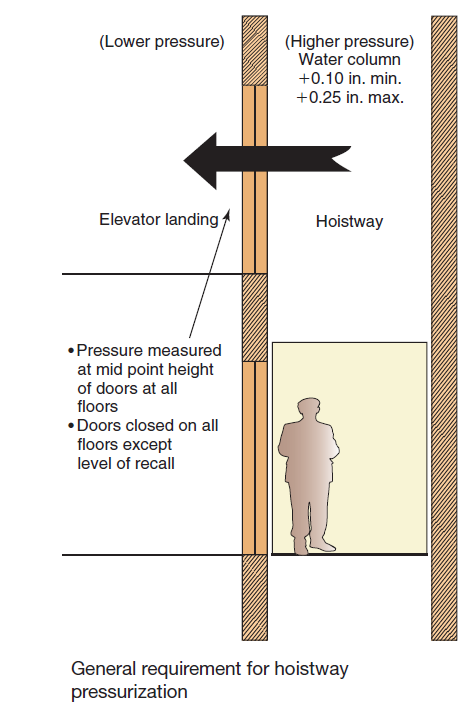 (Lower pressure)
(Higher pressure)
Water column
+0.10 in. min.
+0.25 in. max.
Elevator landing
Hoistway
•Pressure measured
at mid point height
of doors at all
floors
•Doors closed on all
floors except
level of recall
General requirement for hoistway
pressurization